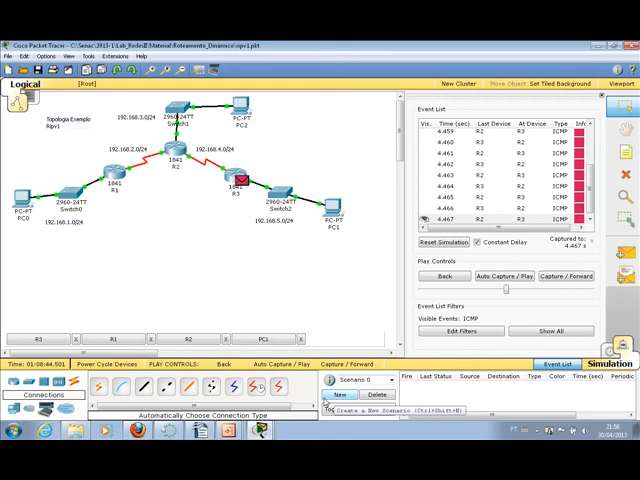 Cisco Packet Tracer - C:\Senac\2013-1\Lab_RedesII\Material\Roteamento_Dinâmico\ripv1.pkt
File Edit Options View Tools Extensions Help
Logical
[Root]
New Cluster
Move Object
Set Tiled Background
Viewport
Topologia Exemplo
Ripv1
192.168.3.0/24
2960-24TT
Switch1
PC-PT
PC2
192.168.2.0/24
192.168.4.0/24
1841
R2
1841
R1
1841
R3
PC-PT
PC0
2960-24TT
Switch0
192.168.1.0/24
2960-24TT
Switch2
PC-PT
PC1
192.168.5.0/24
Event List
Vis. Time (sec) Last Device At Device Type Info
4.459 R2 R3 ICMP
4.460 R3 R2 ICMP
4.461 R2 R3 ICMP
4.462 R3 R2 ICMP
4.463 R2 R3 ICMP
4.464 R3 R2 ICMP
4.465 R2 R3 ICMP
4.466 R3 R2 ICMP
4.467 R2 R3 ICMP
Reset Simulation
Constant Delay
Captured to:
4.467 s
Play Controls
Back
Auto Capture / Play
Capture / Forward
Event List Filters
Visible Events: ICMP
Edit Filters
Show All
R3 X R1 X R2 X PC1 X
Time: 01:08:44.501
Power Cycle Devices
PLAY CONTROLS:
Back
Auto Capture / Play
Capture / Forward
Event List
Simulation
Connections
Automatically Choose Connection Type
Scenario 0
New
Delete
Create a New Scenario (Ctrl+Shift+N)
Fire Last Status Source Destination Type Color Time (sec) Periodic
PT
21:56
30/04/2013